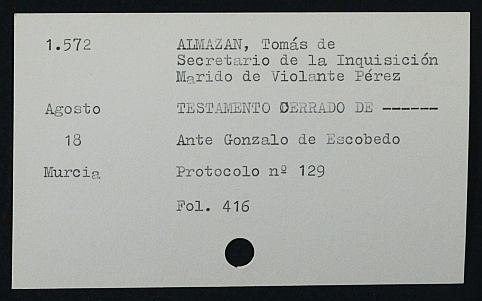 1.572 ALMAZAN, Tomás de
Secretario de la Inquisición
Marido de Violante Pérez
Agosto TESTAMENTO CERRADO DE ------
18 Ante Gonzalo de Escobedo
Murcia Protocolo nº 129
Fol. 416